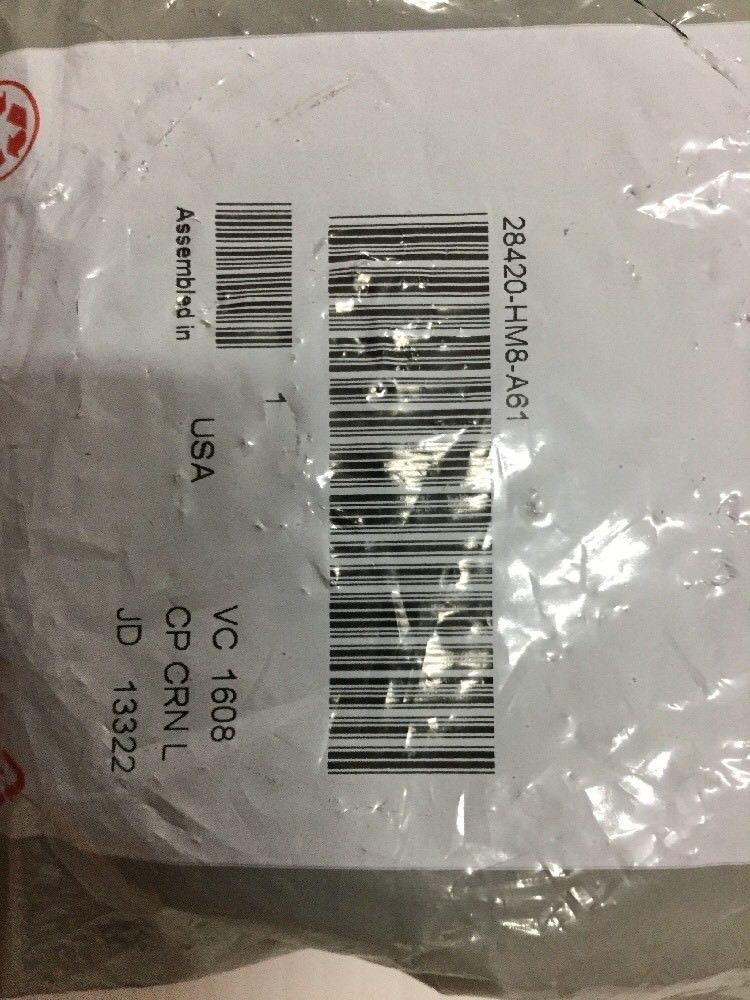 28420-HM8-A61
1
Assembled in
USA
VC 1608
CP CRN L
JD 13322